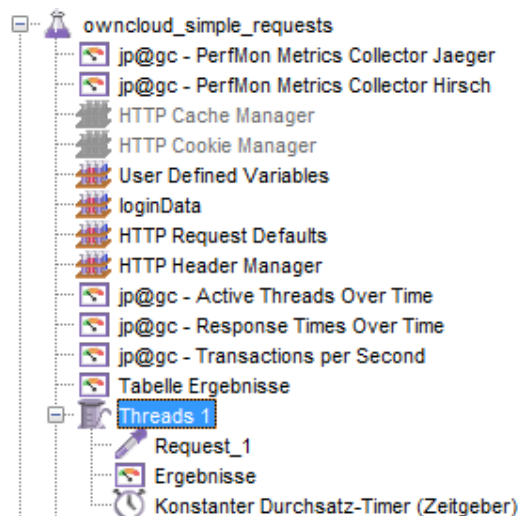 owncloud_simple_requests
jp@gc - PerfMon Metrics Collector Jaeger
jp@gc - PerfMon Metrics Collector Hirsch
HTTP Cache Manager
HTTP Cookie Manager
User Defined Variables
loginData
HTTP Request Defaults
HTTP Header Manager
jp@gc - Active Threads Over Time
jp@gc - Response Times Over Time
jp@gc - Transactions per Second
Tabelle Ergebnisse
Threads 1
Request_1
Ergebnisse
Konstanter Durchsatz-Timer (Zeitgeber)